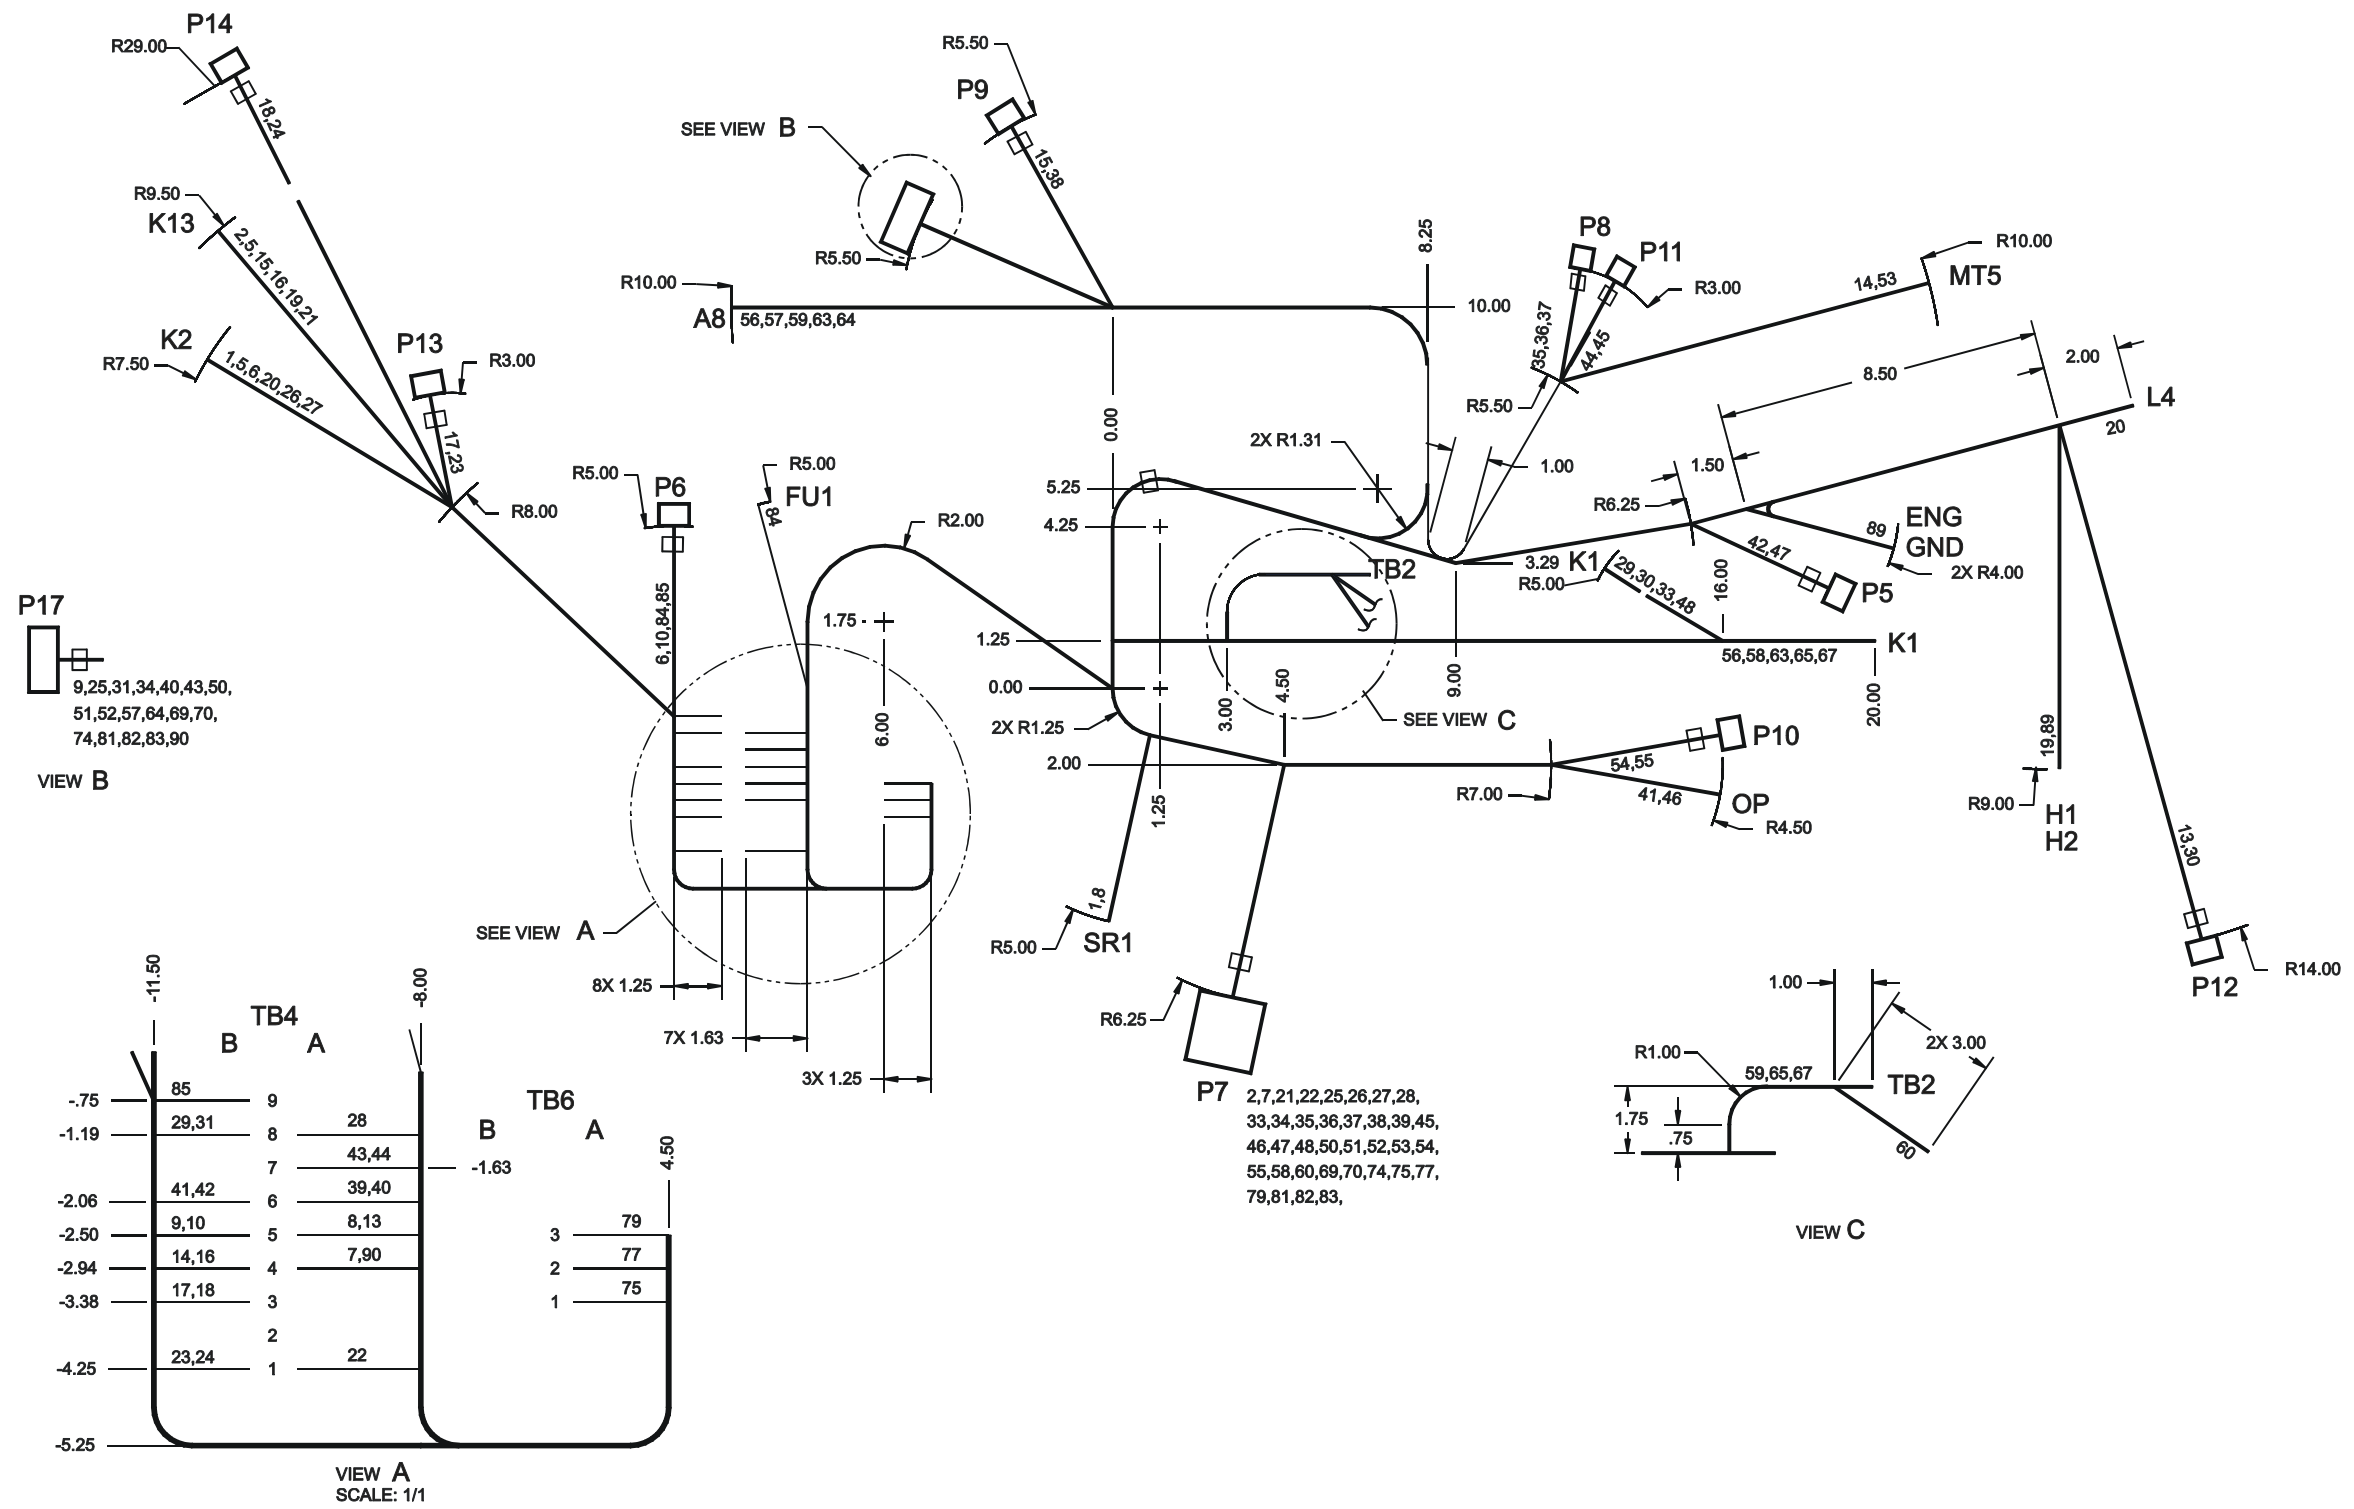 P14
R29.00
18,24
R9.50
K13
2,5,15,16,19,21
K2
R7.50
1,5,6,20,26,27
P13
R3.00
17,23
R8.00
P17
9,25,31,34,40,43,50,
51,52,57,64,69,70,
74,81,82,83,90
VIEW B
R5.50
P9
15,38
SEE VIEW B
R5.50
R10.00
A8
56,57,59,63,64
8.25
10.00
0.00
R5.00
P6
6,10,84,85
R5.00
FU1
84
R2.00
1.75
6.00
SEE VIEW A
8X 1.25
7X 1.63
3X 1.25
5.25
4.25
1.25
0.00
2X R1.25
2.00
1.25
2X R1.31
1.00
P8
P11
R3.00
35,36,37
44,45
R5.50
R10.00
MT5
14,53
8.50
2.00
L4
20
1.50
R6.25
ENG
GND
89
2X R4.00
42,47
P5
3.29
K1
R5.00
29,30,33,48
16.00
TB2
K1
56,58,63,65,67
20.00
9.00
3.00
4.50
SEE VIEW C
P10
54,55
41,46
OP
R7.00
R4.50
19,89
R9.00
H1
H2
13,30
R14.00
P12
1,8
R5.00
SR1
R6.25
P7
2,7,21,22,25,26,27,28,
33,34,35,36,37,38,39,45,
46,47,48,50,51,52,53,54,
55,58,60,69,70,74,75,77,
79,81,82,83,
-11.50
-8.00
TB4
B A
-.75
85
9
-1.19
29,31
8
28
7
43,44
-1.63
-2.06
41,42
6
39,40
-2.50
9,10
5
8,13
-2.94
14,16
4
7,90
-3.38
17,18
3
2
-4.25
23,24
1
22
-5.25
TB6
B A
4.50
3
79
2
77
1
75
VIEW A
SCALE: 1/1
1.00
R1.00
59,65,67
2X 3.00
TB2
1.75
.75
60
VIEW C